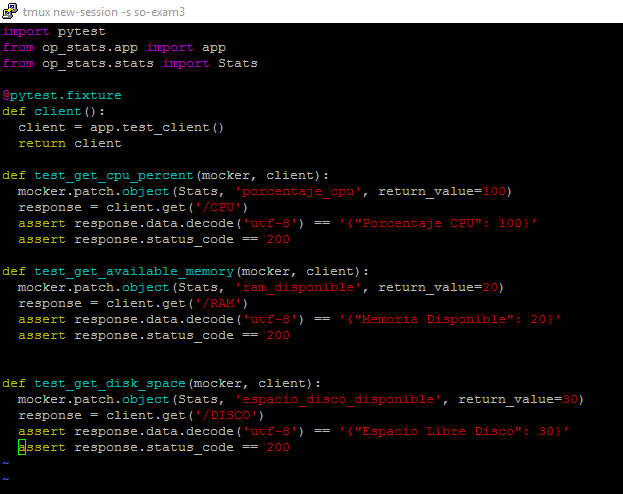 tmux new-session -s so-exam3
import pytest
from op_stats.app import app
from op_stats.stats import Stats
@pytest.fixture
def client():
  client = app.test_client()
  return client
def test_get_cpu_percent(mocker, client):
  mocker.patch.object(Stats, 'porcentaje_cpu', return_value=100)
  response = client.get('/CPU')
  assert response.data.decode('utf-8') == '{"Porcentaje CPU": 100}'
  assert response.status_code == 200
def test_get_available_memory(mocker, client):
  mocker.patch.object(Stats, 'ram_disponible', return_value=20)
  response = client.get('/RAM')
  assert response.data.decode('utf-8') == '{"Memoria Disponible": 20}'
  assert response.status_code == 200
def test_get_disk_space(mocker, client):
  mocker.patch.object(Stats, 'espacio_disco_disponible', return_value=30)
  response = client.get('/DISCO')
  assert response.data.decode('utf-8') == '{"Espacio Libre Disco": 30}'
  assert response.status_code == 200
~
~